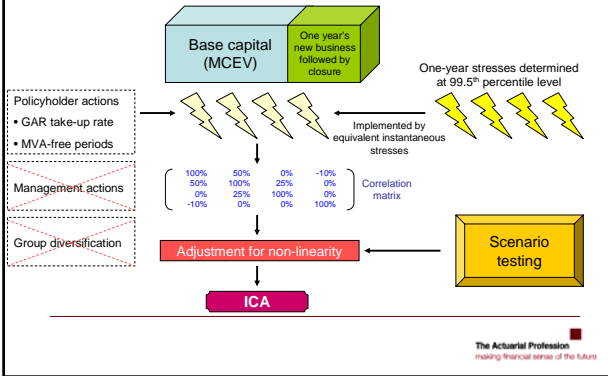 Base capital
(MCEV)
One year's
new business
followed by
closure
One-year stresses determined
at 99.5th percentile level
Policyholder actions
• GAR take-up rate
• MVA-free periods
Implemented by
equivalent instantaneous
stresses
100% 50% 0% -10%
50% 100% 25% 0%
0% 25% 100% 0%
-10% 0% 0% 100%
Correlation
matrix
Management actions
Group diversification
Adjustment for non-linearity
Scenario
testing
ICA
The Actuarial Profession
making financial sense of the future